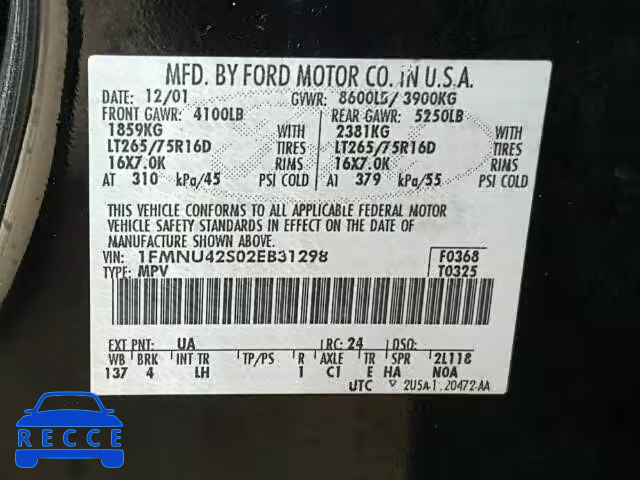 MFD. BY FORD MOTOR CO. IN U.S.A.
DATE: 12/01 GVWR: 8600LB/ 3900KG
FRONT GAWR: 4100LB REAR GAWR: 5250LB
1859KG WITH 2381KG WITH
LT265/75R16D TIRES LT265/75R16D TIRES
16X7.0K RIMS 16X7.0K RIMS
AT 310 kPa/45 PSI COLD AT 379 kPa/55 PSI COLD
THIS VEHICLE CONFORMS TO ALL APPLICABLE FEDERAL MOTOR
VEHICLE SAFETY STANDARDS IN EFFECT ON THE DATE OF
MANUFACTURE SHOWN ABOVE.
VIN: 1FMNU42S02EB31298 F0368
TYPE: MPV T0325
EXT PNT: UA RC: 24 DSO:
WB BRK INT TR TP/PS R AXLE TR SPR 2L118
137 4 LH 1 C1 E HA N0A
UTC ▽ 2U5A-1 20472-AA
RECCE